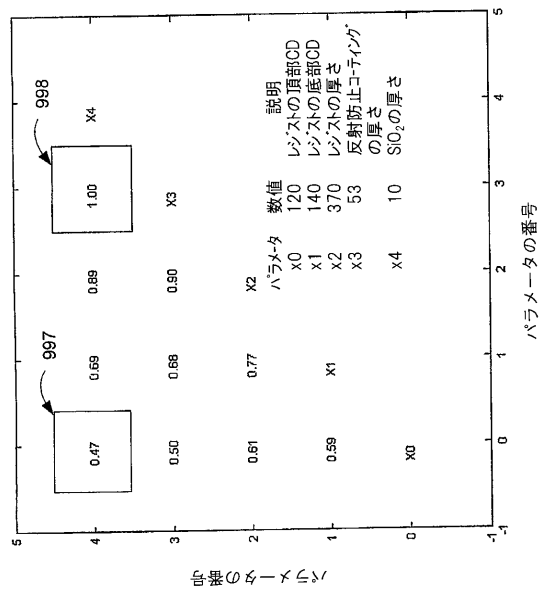 998
997
5
4
3
2
1
0
-1
0.47 0.69 0.89 1.00 X4
0.50 0.68 0.90 X3
0.61 0.77 X2
0.59 X1
X0
パラメータ 数値 説明
x0 120 レジストの頂部CD
x1 140 レジストの底部CD
x2 370 レジストの厚さ
x3 53 反射防止コーティング
の厚さ
x4 10 SiO₂の厚さ
-1 0 1 2 3 4 5
パラメータの番号
パラメータの番号